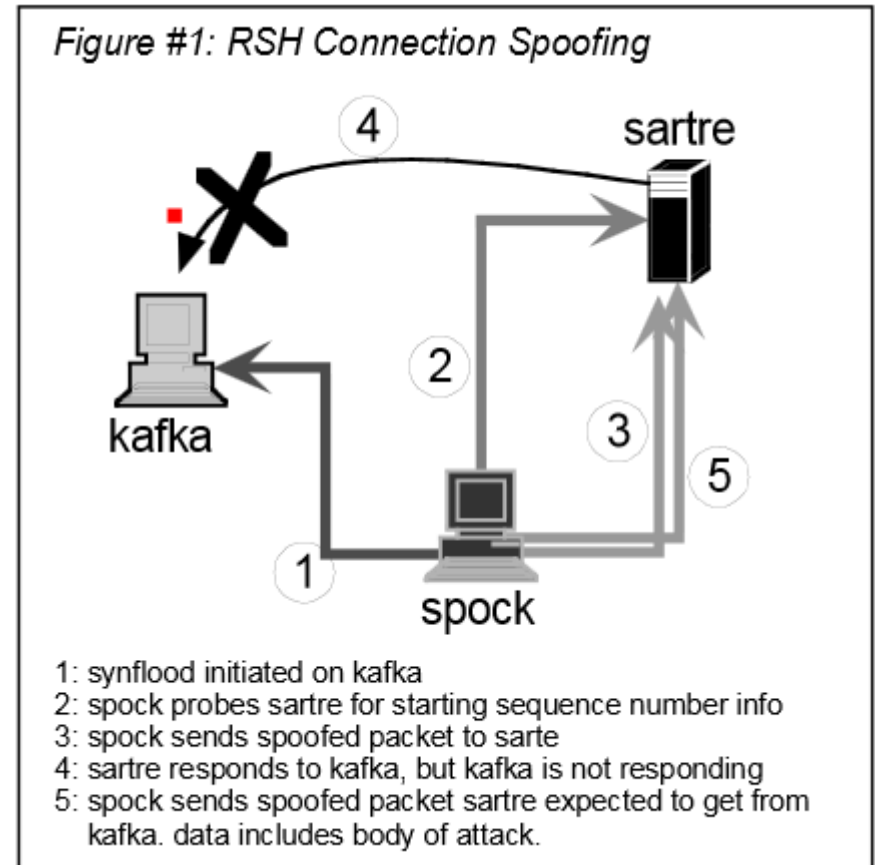 Figure #1: RSH Connection Spoofing
4
sartre
2
kafka
3
5
1
spock
1: synflood initiated on kafka
2: spock probes sartre for starting sequence number info
3: spock sends spoofed packet to sarte
4: sartre responds to kafka, but kafka is not responding
5: spock sends spoofed packet sartre expected to get from
kafka. data includes body of attack.